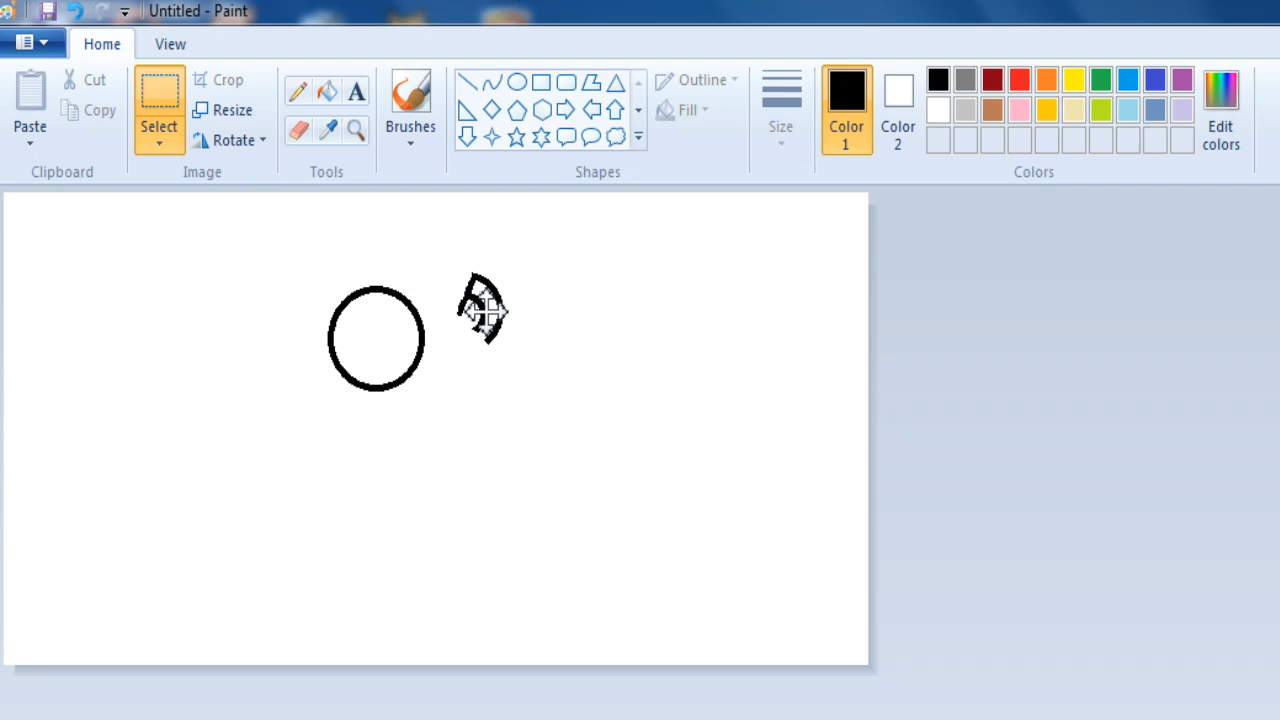 Untitled - Paint
Home View
Paste
Cut
Copy
Clipboard
Select
Crop
Resize
Rotate
Image
A
Tools
Brushes
Shapes
Outline
Fill
Size
Color 1
Color 2
Edit colors
Colors